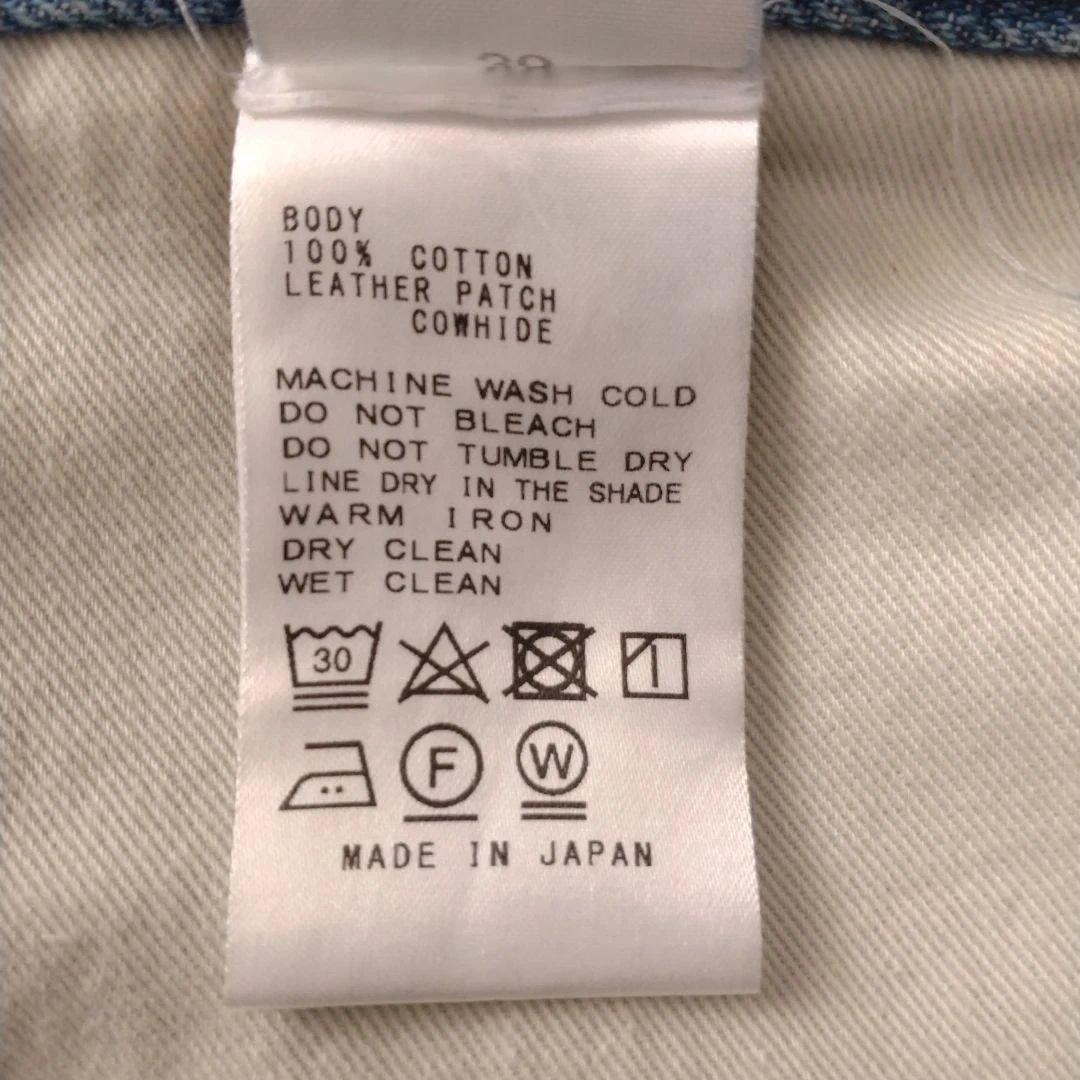 BODY
100% COTTON
LEATHER PATCH
COWHIDE
MACHINE WASH COLD
DO NOT BLEACH
DO NOT TUMBLE DRY
LINE DRY IN THE SHADE
WARM IRON
DRY CLEAN
WET CLEAN
30
F W
MADE IN JAPAN